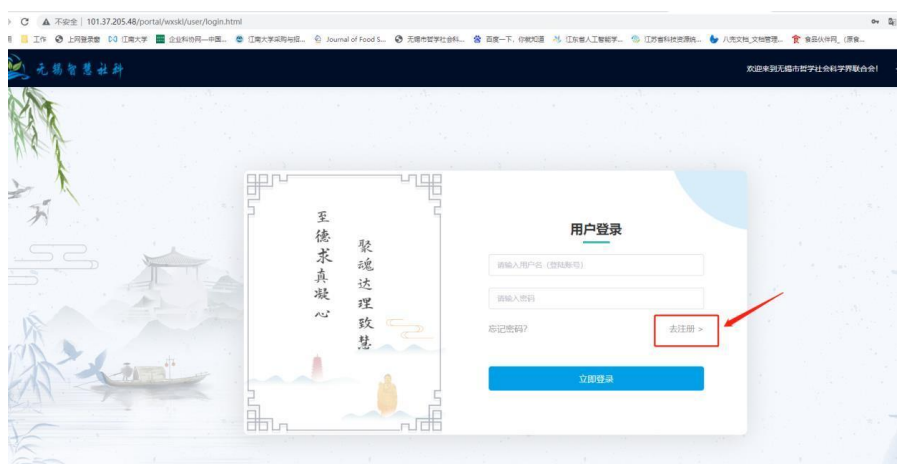 不安全 | 101.37.205.48/portal/wxskl/user/login.html
工作 上网登录 江南大学 企业科协网—中国... 江南大学采购与招... Journal of Food S... 无锡市哲学社会科... 百度一下，你就知道 江苏省人工智能学... 江苏省科技资源统... 八壳文档_文档管理... 食品伙伴网_(原食...
无锡智慧社科
欢迎来到无锡市哲学社会科学界联合会!
至德求真凝心
聚魂达理致慧
用户登录
请输入用户名（登陆账号）
请输入密码
忘记密码?
去注册 >
立即登录